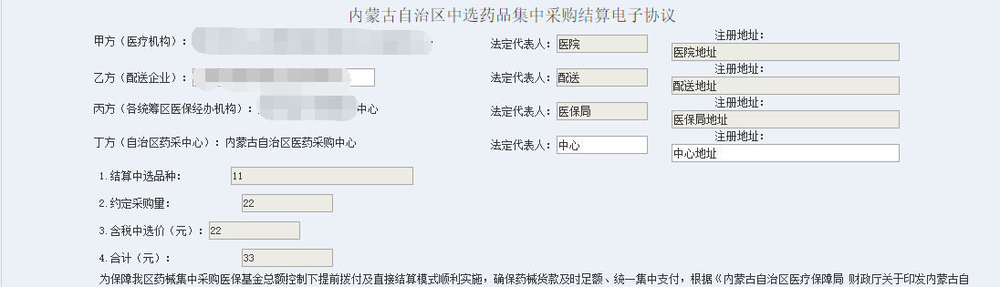 内蒙古自治区中选药品集中采购结算电子协议
甲方（医疗机构）：
法定代表人：医院
注册地址：
医院地址
乙方（配送企业）：
法定代表人：配送
注册地址：
配送地址
丙方（各统筹区医保经办机构）：中心
法定代表人：医保局
注册地址：
医保局地址
丁方（自治区药采中心）：内蒙古自治区医药采购中心
法定代表人：中心
注册地址：
中心地址
1.结算中选品种：11
2.约定采购量：22
3.含税中选价（元）：22
4.合计（元）：33
为保障我区药械集中采购医保基金总额控制下提前拨付及直接结算模式顺利实施，确保药械货款及时足额、统一集中支付，根据《内蒙古自治区医疗保障局 财政厅关于印发内蒙古自